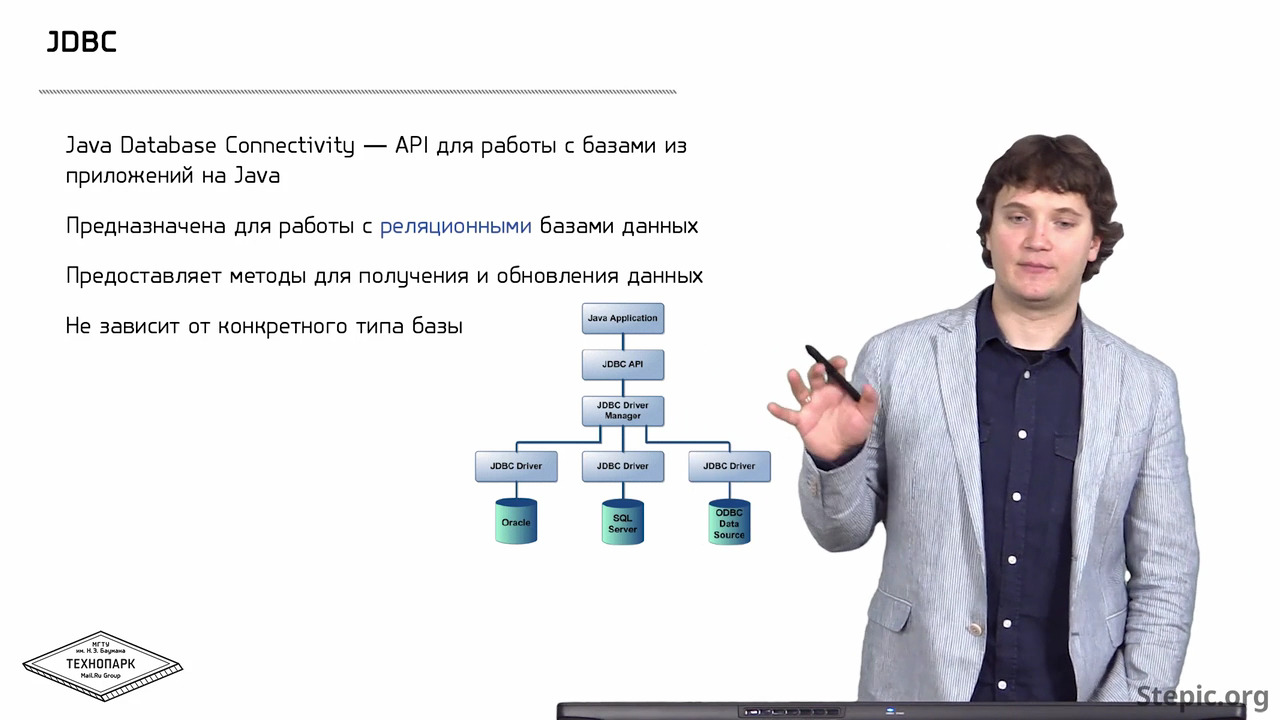 JDBC
Java Database Connectivity — API для работы с базами из
приложений на Java
Предназначена для работы с реляционными базами данных
Предоставляет методы для получения и обновления данных
Не зависит от конкретного типа базы
Java Application
JDBC API
JDBC Driver
Manager
JDBC Driver
JDBC Driver
JDBC Driver
Oracle
SQL
Server
ODBC
Data
Source
МГТУ
им. Н.Э. Баумана
ТЕХНОПАРК
Mail.Ru Group
Stepic.org